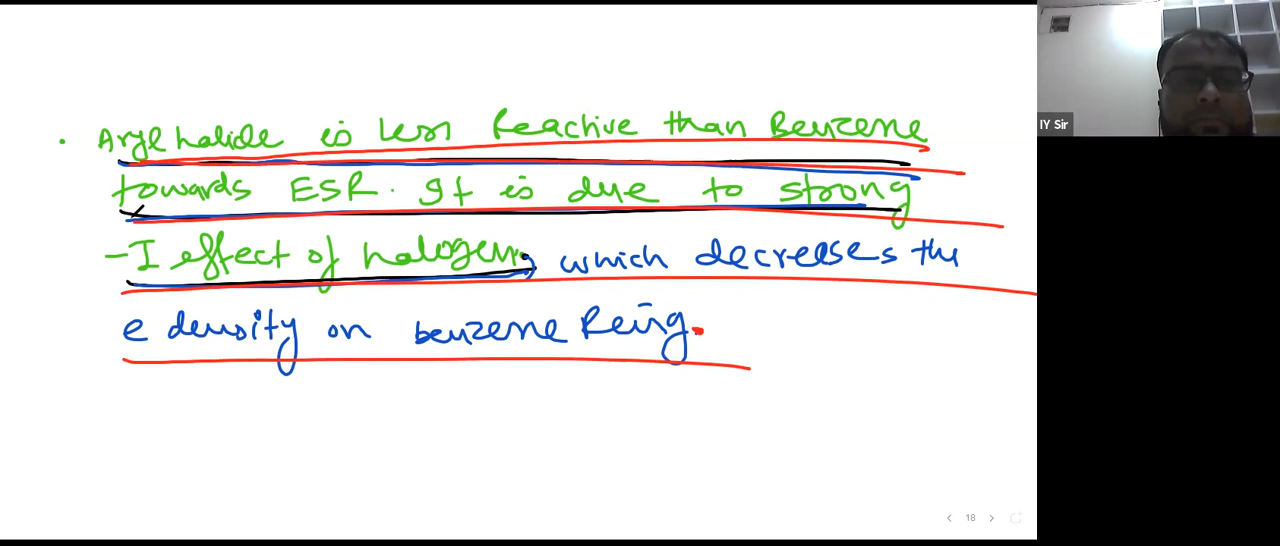 . Aryl halide is less Reactive than Benzene
towards ESR. It is due to strong
-I effect of halogen, which decreases the
e density on benzene Reing.
IY Sir
< 18 >